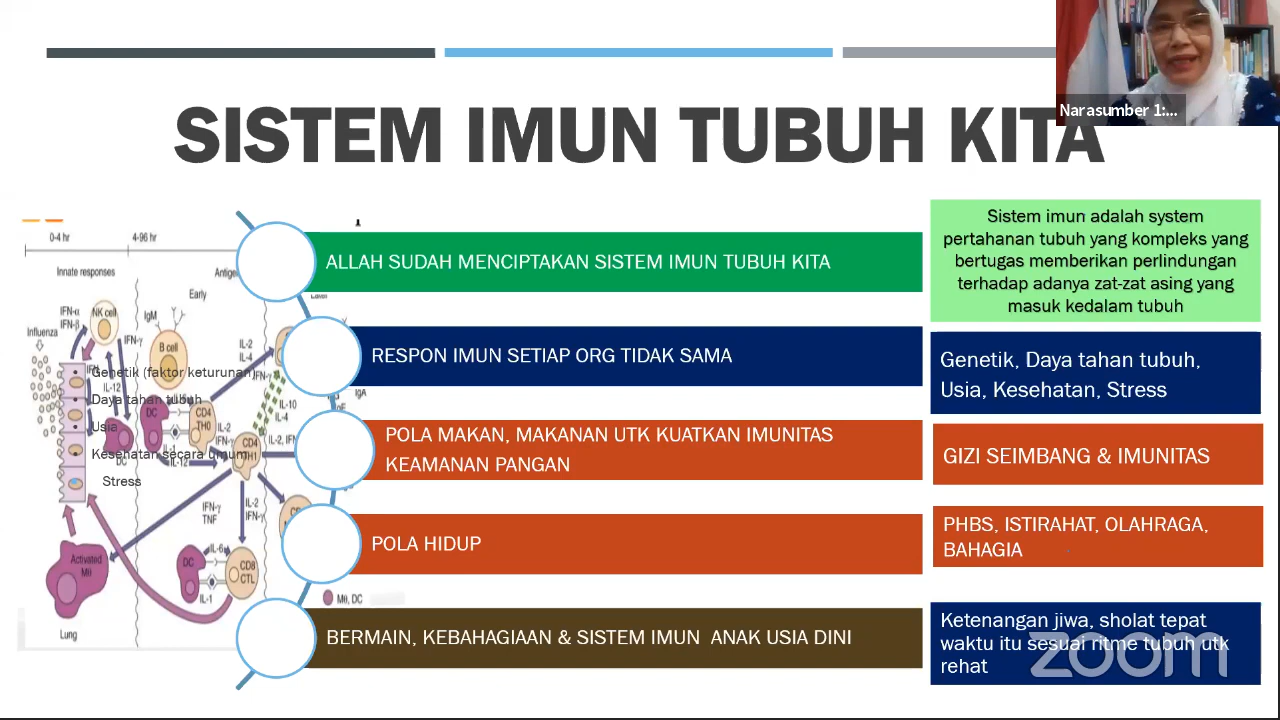 Narasumber 1:...
SISTEM IMUN TUBUH KITA
0-4 hr
4-96 hr
Innate responses
Early
IFN-α
IFN-β
NK cell
IgM
Influenza
IFN-γ
B cell
IL-2
IL-4
IFN-γ
IL-12
Genetik (faktor keturunan)
Daya tahan tubuh
Usia
Kesehatan secara umum
Stress
DC
CD4
TH0
IL-10
IL-4
IgA
IL-2
CD4
TH1
IL-2, IFN
DC
IL-1
IL-12
IFN-γ
TNF
IL-2
IFN-γ
Activated
Mθ
DC
IL-6
CD8
CTL
IL-1
Lung
Mθ, DC
ALLAH SUDAH MENCIPTAKAN SISTEM IMUN TUBUH KITA
Sistem imun adalah system
pertahanan tubuh yang kompleks yang
bertugas memberikan perlindungan
terhadap adanya zat-zat asing yang
masuk kedalam tubuh
RESPON IMUN SETIAP ORG TIDAK SAMA
Genetik, Daya tahan tubuh,
Usia, Kesehatan, Stress
POLA MAKAN, MAKANAN UTK KUATKAN IMUNITAS
KEAMANAN PANGAN
GIZI SEIMBANG & IMUNITAS
POLA HIDUP
PHBS, ISTIRAHAT, OLAHRAGA,
BAHAGIA
BERMAIN, KEBAHAGIAAN & SISTEM IMUN ANAK USIA DINI
Ketenangan jiwa, sholat tepat
waktu itu sesuai ritme tubuh utk
rehat
zoom